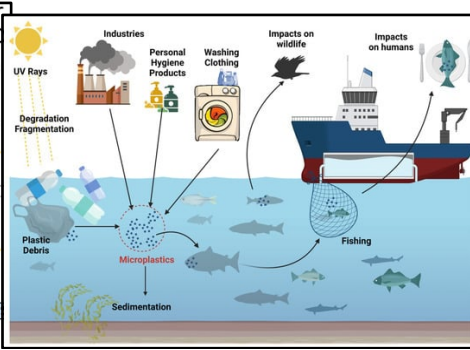 Industries
Personal
Hygiene
Products
Washing
Clothing
Impacts on
wildlife
Impacts
on humans
UV Rays
Degradation
Fragmentation
Plastic
Debris
Microplastics
Fishing
Sedimentation